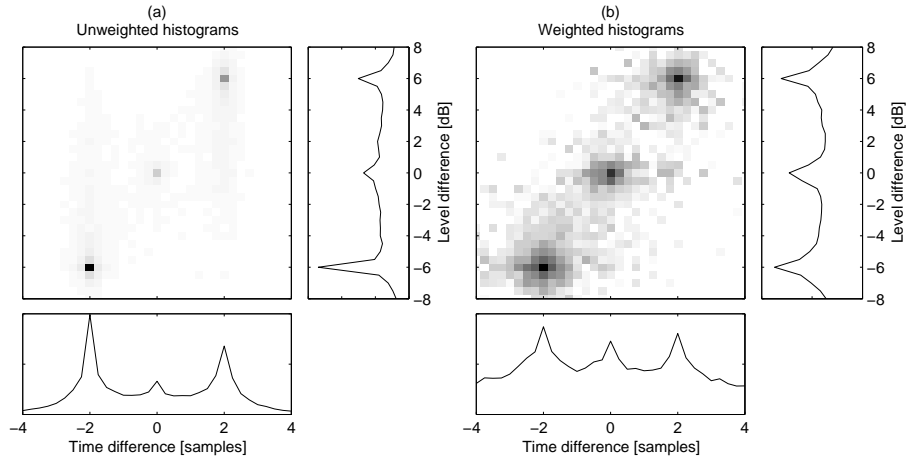 (a)
Unweighted histograms
8
6
4
2
0
−2
−4
−6
−8
Level difference [dB]
−4 −2 0 2 4
Time difference [samples]
(b)
Weighted histograms
8
6
4
2
0
−2
−4
−6
−8
Level difference [dB]
−4 −2 0 2 4
Time difference [samples]